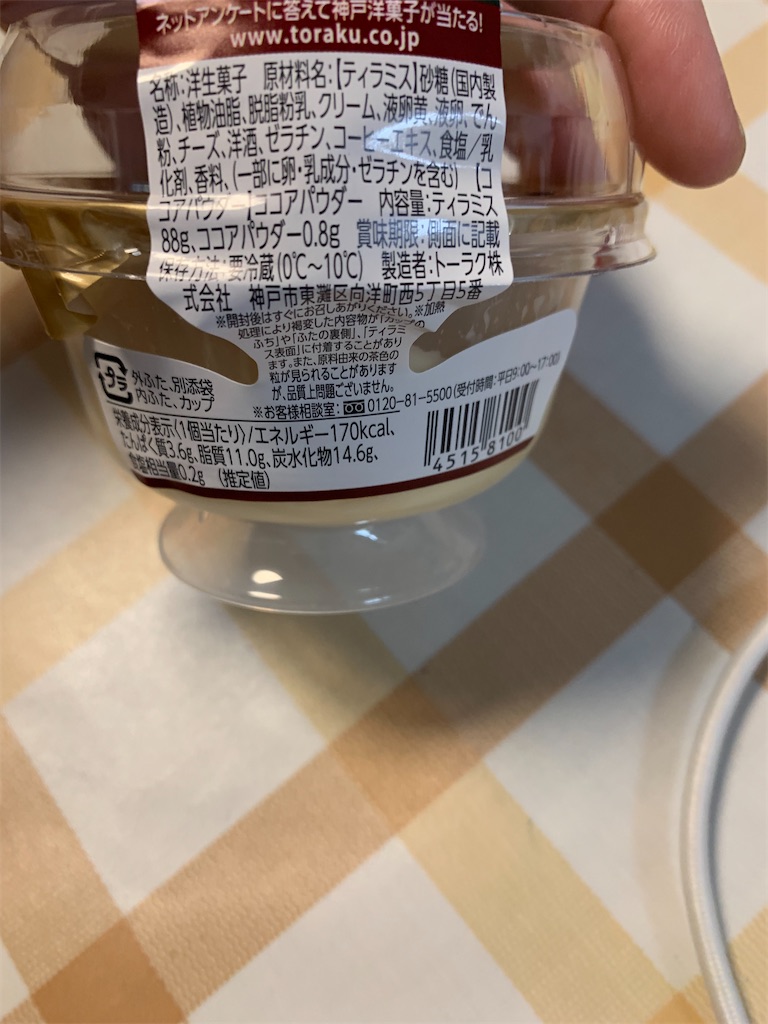 ネットアンケートに答えて神戸洋菓子が当たる!
www.toraku.co.jp
名称:洋生菓子 原材料名:【ティラミス】砂糖(国内製
造)、植物油脂、脱脂粉乳、クリーム、液卵黄、液卵、でん
粉、チーズ、洋酒、ゼラチン、コーヒーエキス、食塩/乳
化剤、香料、(一部に卵・乳成分・ゼラチンを含む)【コ
コアパウダー】ココアパウダー 内容量:ティラミス
88g、ココアパウダー0.8g 賞味期限:側面に記載
保存方法:要冷蔵(0℃〜10℃) 製造者:トーラク株
式会社 神戸市東灘区向洋町西5丁目5番
※開封後はすぐにお召しあがりください。※加熱
処理により褐変した内容物が「カップの
ふち」や「ふたの裏側」、「ティラミ
ス表面」に付着することがあり
ます。また、原料由来の茶色の
粒が見られることがあります
が、品質上問題ございません。
プラ
外ふた、別添袋
内ふた、カップ
※お客様相談室:0120-81-5500(受付時間:平日9:00〜17:00)
栄養成分表示〈1個当たり〉/エネルギー170kcal、
たんぱく質3.6g、脂質11.0g、炭水化物14.6g、
食塩相当量0.2g (推定値)
4515 8100